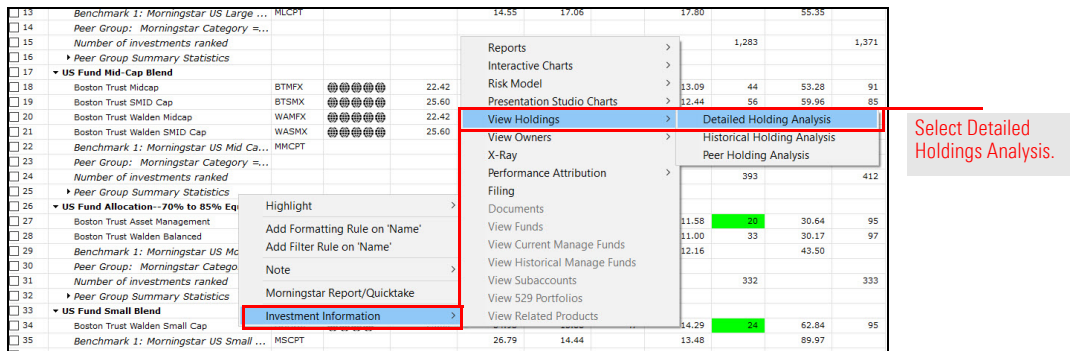 13 Benchmark 1: Morningstar US Large ... MLCPT 14.55 17.06 17.80 55.35
14 Peer Group: Morningstar Category =...
15 Number of investments ranked 1,283 1,371
16 Peer Group Summary Statistics
17 US Fund Mid-Cap Blend
18 Boston Trust Midcap BTMFX 22.42 13.09 44 53.28 91
19 Boston Trust SMID Cap BTSMX 25.60 12.44 56 59.96 85
20 Boston Trust Walden Midcap WAMFX 22.42
21 Boston Trust Walden SMID Cap WASMX 25.60
22 Benchmark 1: Morningstar US Mid Ca... MMCPT
23 Peer Group: Morningstar Category =...
24 Number of investments ranked 393 412
25 Peer Group Summary Statistics
26 US Fund Allocation--70% to 85% Equ
27 Boston Trust Asset Management 11.58 20 30.64 95
28 Boston Trust Walden Balanced 11.00 33 30.17 97
29 Benchmark 1: Morningstar US Mo 12.16 43.50
30 Peer Group: Morningstar Catego
31 Number of investments ranked 332 333
32 Peer Group Summary Statistics
33 US Fund Small Blend
34 Boston Trust Walden Small Cap 14.29 24 62.84 95
35 Benchmark 1: Morningstar US Small ... MSCPT 26.79 14.44 13.48 89.97
Highlight
Add Formatting Rule on 'Name'
Add Filter Rule on 'Name'
Note
Morningstar Report/Quicktake
Investment Information
Reports
Interactive Charts
Risk Model
Presentation Studio Charts
View Holdings
View Owners
X-Ray
Performance Attribution
Filing
Documents
View Funds
View Current Manage Funds
View Historical Manage Funds
View Subaccounts
View 529 Portfolios
View Related Products
Detailed Holding Analysis
Historical Holding Analysis
Peer Holding Analysis
Select Detailed
Holdings Analysis.